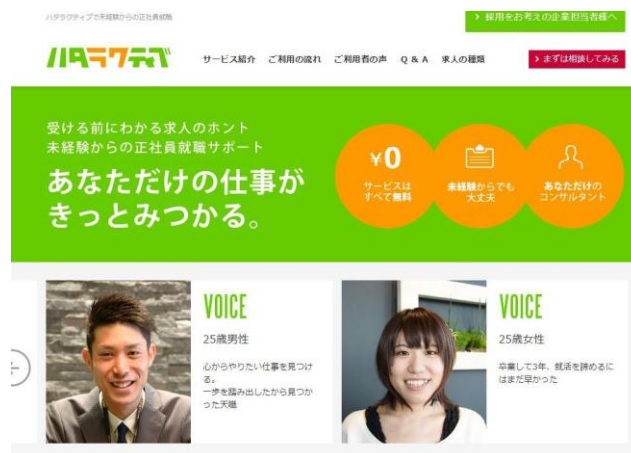 ハタラクティブで未経験からの正社員就職
採用をお考えの企業担当者様へ
ハタラクティブ
サービス紹介 ご利用の流れ ご利用者の声 Q & A 求人の種類
まずは相談してみる
受ける前にわかる求人のホント
未経験からの正社員就職サポート
あなただけの仕事が
きっとみつかる。
¥0
サービスは
すべて無料
未経験からでも
大丈夫
あなただけの
コンサルタント
VOICE
25歳男性
心からやりたい仕事を見つけ
る。
一歩を踏み出したから見つか
った天職
VOICE
25歳女性
卒業して3年、就活を諦めるに
はまだ早かった